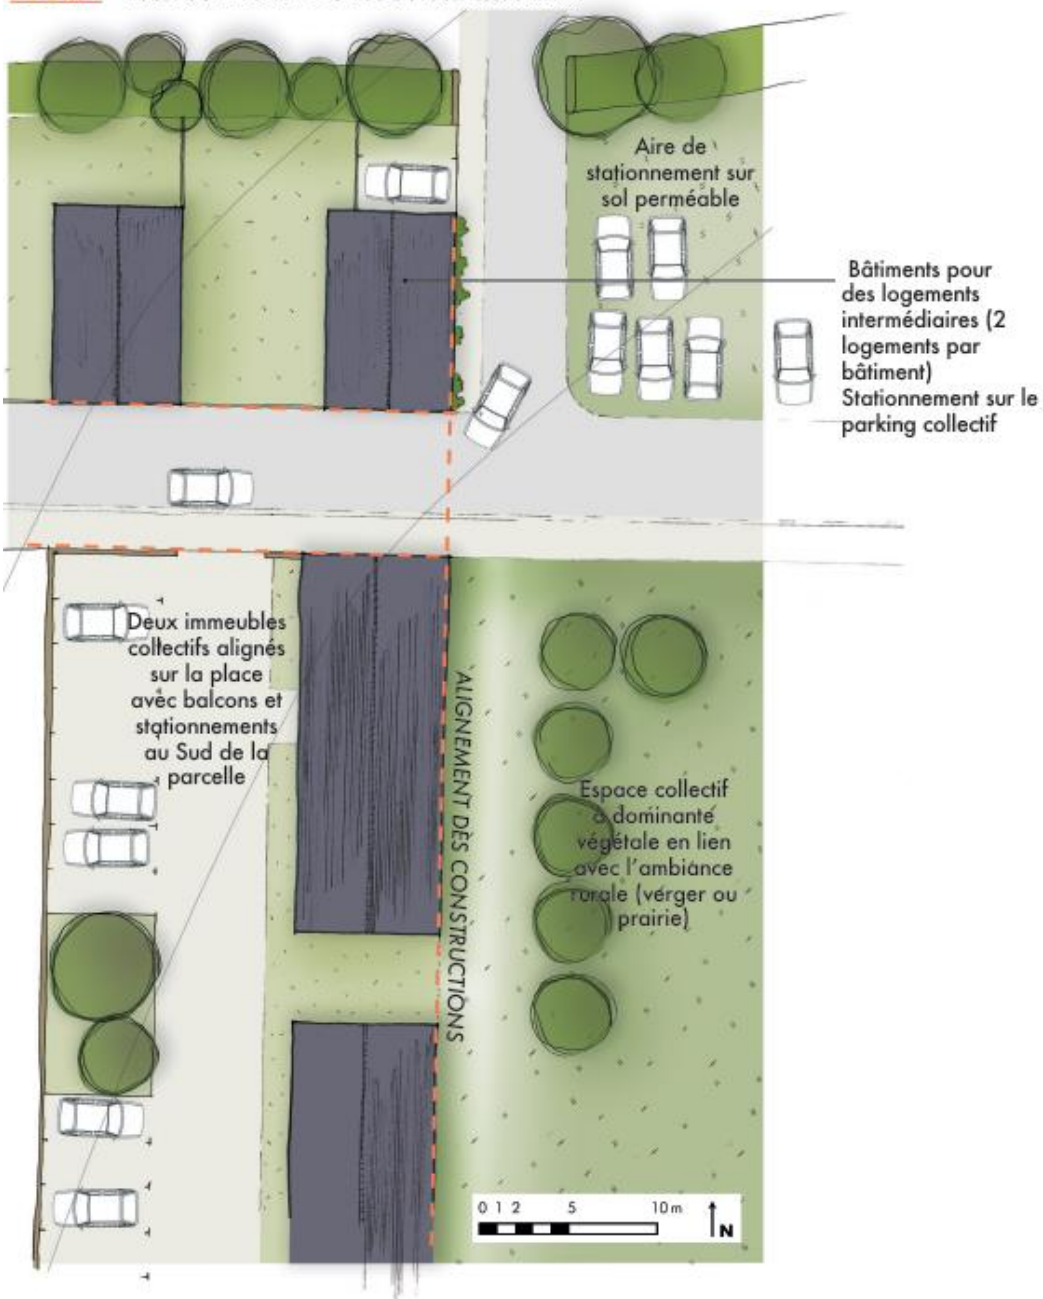 Aire de
stationnement sur
sol perméable
Bâtiments pour
des logements
intermédiaires (2
logements par
bâtiment)
Stationnement sur le
parking collectif
Deux immeubles
collectifs alignés
sur la place
avec balcons et
stationnements
au Sud de la
parcelle
ALIGNEMENT DES CONSTRUCTIONS
Espace collectif
à dominante
végétale en lien
avec l'ambiance
rurale (verger ou
prairie)
0 1 2 5 10 m
N